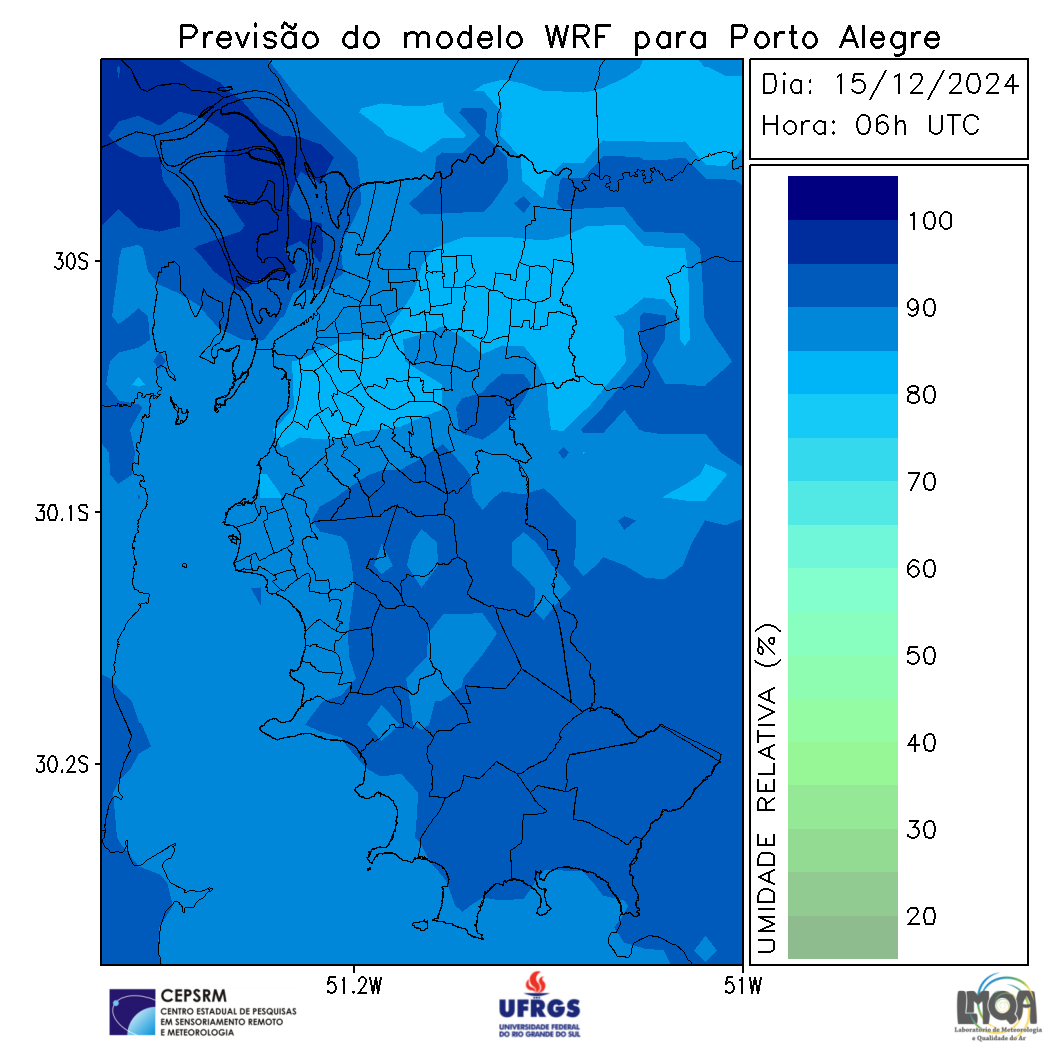 Previsão do modelo WRF para Porto Alegre
Dia: 15/12/2024
Hora: 06h UTC
30S
30.1S
30.2S
51.2W
51W
UMIDADE RELATIVA (%)
100
90
80
70
60
50
40
30
20
CEPSRM
CENTRO ESTADUAL DE PESQUISAS
EM SENSORIAMENTO REMOTO
E METEOROLOGIA
UFRGS
UNIVERSIDADE FEDERAL
DO RIO GRANDE DO SUL
LMQA
Laboratório de Meteorologia
e Qualidade do Ar